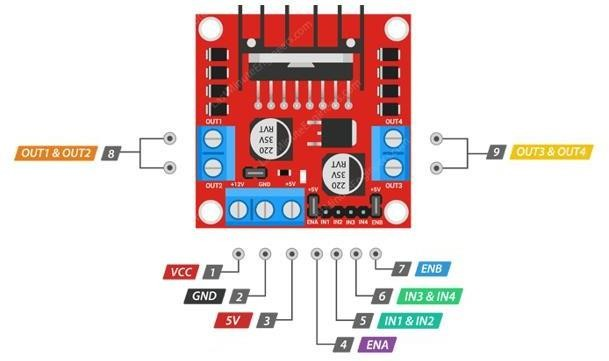 OUT1
OUT4
220
35V
RVT
OUT1 & OUT2
8
9
OUT3 & OUT4
OUT2
+12V
GND
+5V
220
35V
RVT
OUT3
+5V
+5V
ENA
IN1
IN2
IN3
IN4
ENB
VCC
1
7
ENB
GND
2
6
IN3 & IN4
5V
3
5
IN1 & IN2
4
ENA